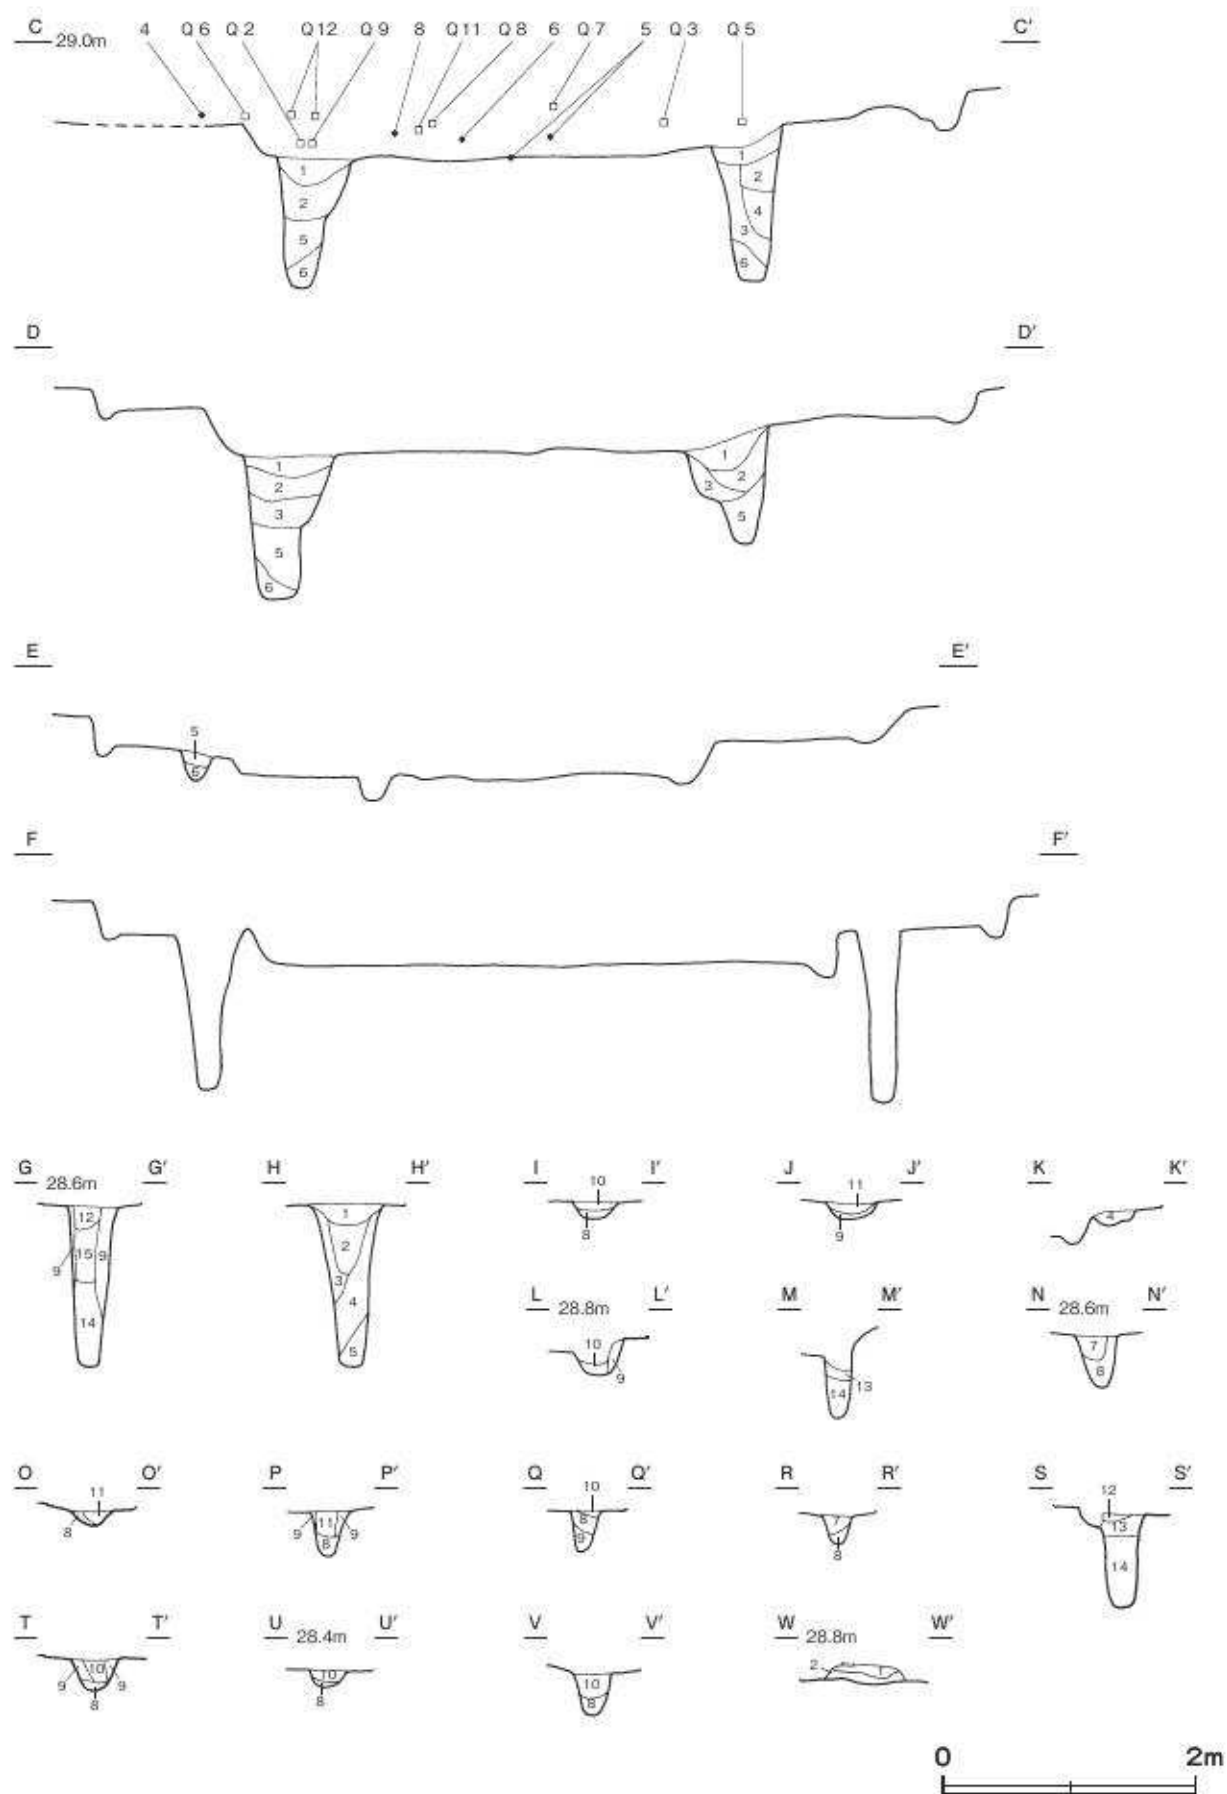 C 29.0m 4 Q6 Q2 Q12 Q9 8 Q11 Q8 6 Q7 5 Q3 Q5 C′
1 1
2 2
4
5 3
6 6
D D′
1 1
2 2
3 3
5 5
6
E E′
5
6
F F′
G 28.6m G′ H H′ I I′ J J′ K K′
10 11
12 1 4
8 9
15 9 2
9 3
4
14
5
L 28.8m L′ M M′ N 28.6m N′
10 7
9 13 8
14
O O′ P P′ Q Q′ R R′ S S′
11 10 12
11 8 7 13
8 9 9 9
8 8
14
T T′ U 28.4m U′ V V′ W 28.8m W′
10 10 2 1
9 9 10
8 8 8
0 2m